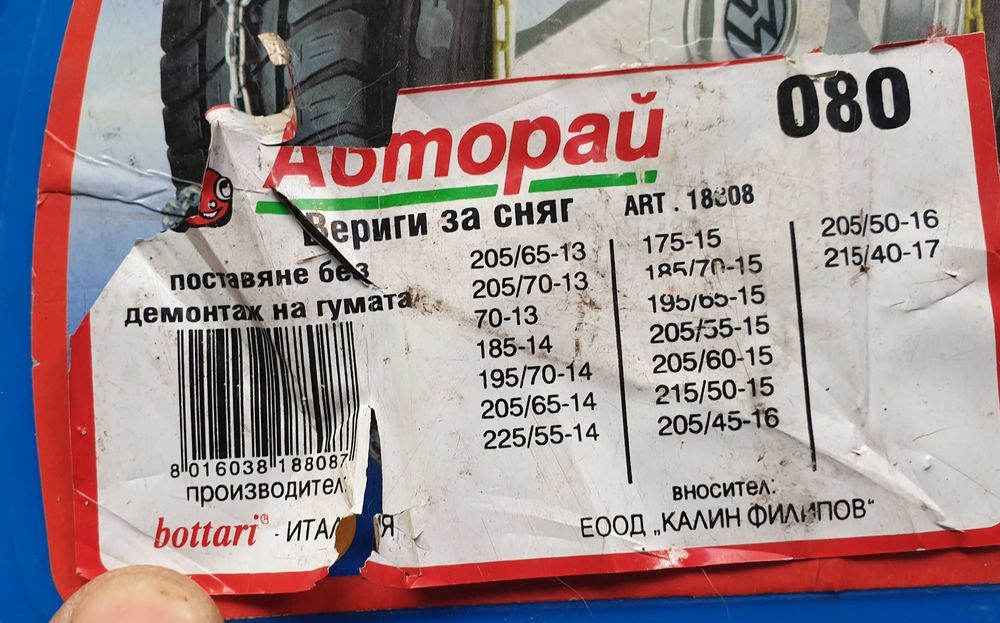 080
Авторай
Вериги за сняг
ART . 18808
поставяне без
демонтаж на гумата
205/65-13
205/70-13
70-13
185-14
195/70-14
205/65-14
225/55-14
175-15
185/70-15
195/65-15
205/55-15
205/60-15
215/50-15
205/45-16
205/50-16
215/40-17
8 016038 188087
производител:
bottari® - ИТАЛИЯ
вносител:
ЕООД „КАЛИН ФИЛИПОВ“